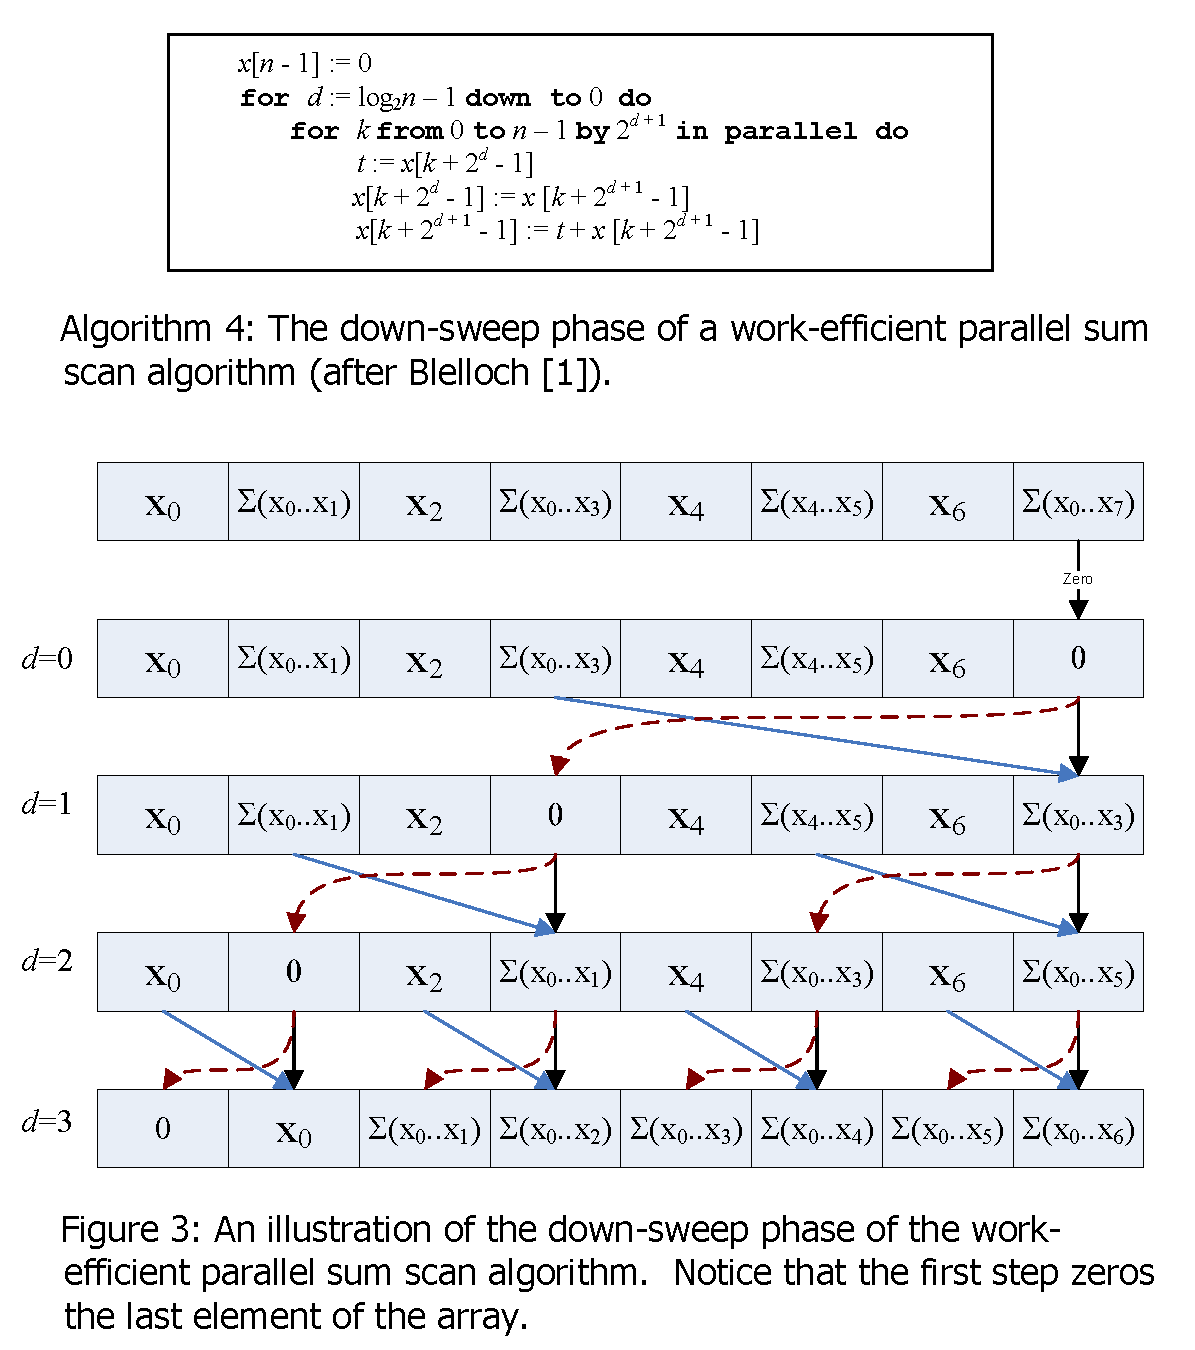 x[n - 1] := 0
for d := log₂n – 1 down to 0 do
for k from 0 to n – 1 by 2ᵈ ⁺ ¹ in parallel do
t := x[k + 2ᵈ - 1]
x[k + 2ᵈ - 1] := x [k + 2ᵈ ⁺ ¹ - 1]
x[k + 2ᵈ ⁺ ¹ - 1] := t + x [k + 2ᵈ ⁺ ¹ - 1]
Algorithm 4: The down-sweep phase of a work-efficient parallel sum
scan algorithm (after Blelloch [1]).
x₀ Σ(x₀..x₁) x₂ Σ(x₀..x₃) x₄ Σ(x₄..x₅) x₆ Σ(x₀..x₇)
Zero
d=0 x₀ Σ(x₀..x₁) x₂ Σ(x₀..x₃) x₄ Σ(x₄..x₅) x₆ 0
d=1 x₀ Σ(x₀..x₁) x₂ 0 x₄ Σ(x₄..x₅) x₆ Σ(x₀..x₃)
d=2 x₀ 0 x₂ Σ(x₀..x₁) x₄ Σ(x₀..x₃) x₆ Σ(x₀..x₅)
d=3 0 x₀ Σ(x₀..x₁) Σ(x₀..x₂) Σ(x₀..x₃) Σ(x₀..x₄) Σ(x₀..x₅) Σ(x₀..x₆)
Figure 3: An illustration of the down-sweep phase of the work-
efficient parallel sum scan algorithm. Notice that the first step zeros
the last element of the array.